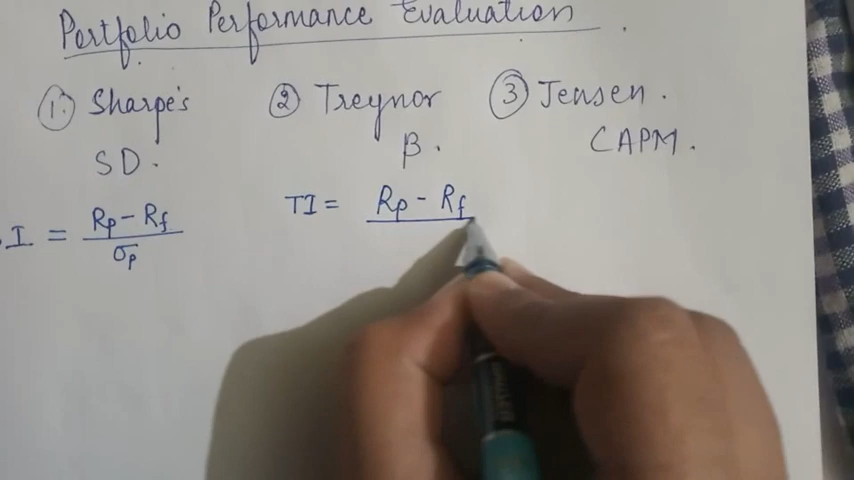 Portfolio Performance Evaluation
① Sharpe's ② Treynor ③ Jensen.
SD. β. CAPM.
I = Rp - Rf / σp TI = Rp - Rf